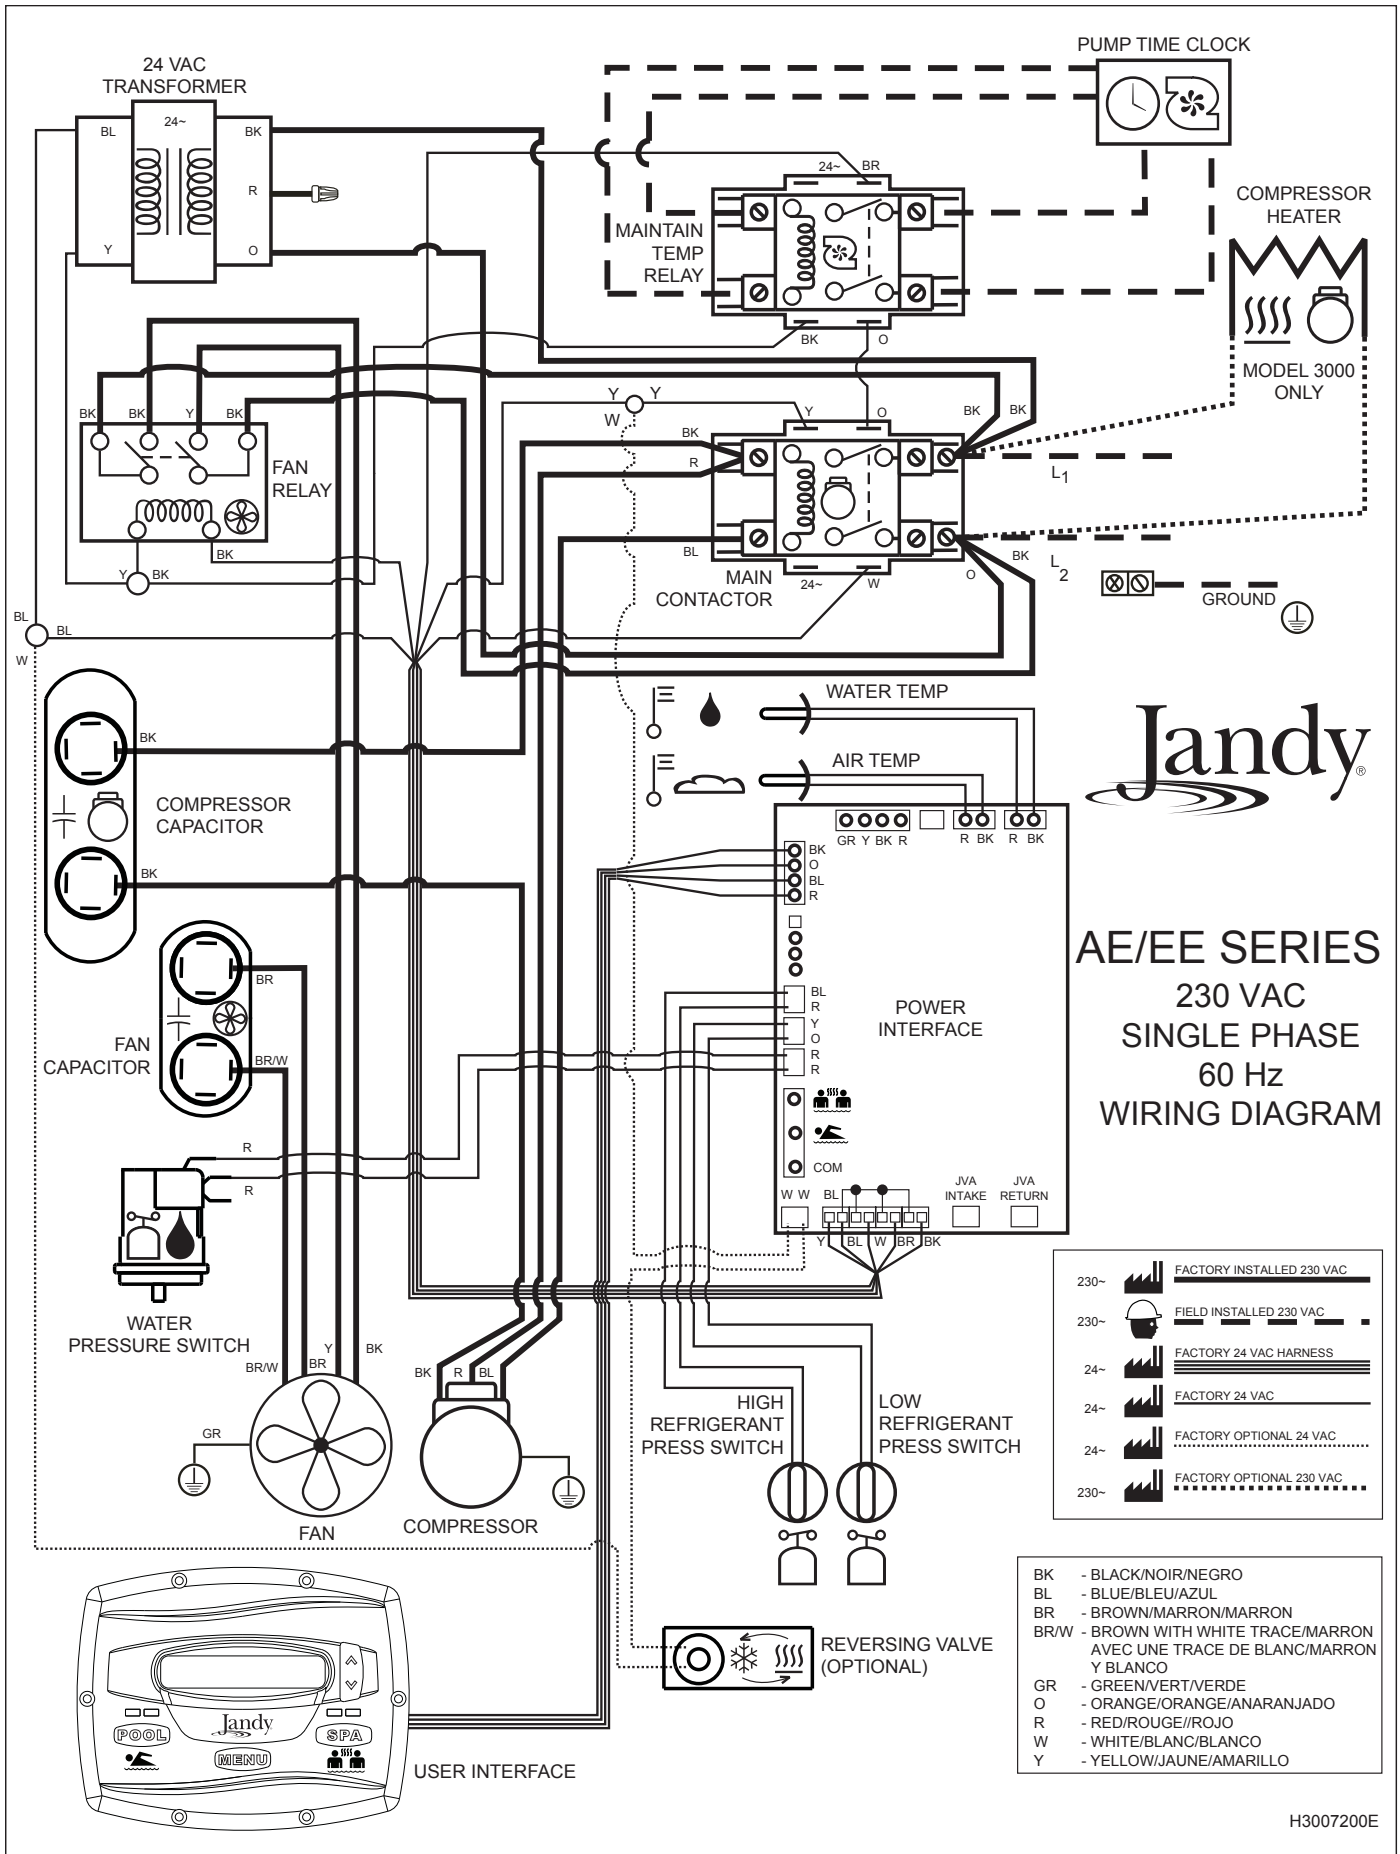 PUMP TIME CLOCK
24 VAC
TRANSFORMER
24~
BL
BK
R
Y
O
24~
BR
MAINTAIN
TEMP
RELAY
BK
O
COMPRESSOR
HEATER
MODEL 3000
ONLY
BK
BK
Y
BK
FAN
RELAY
BK
Y
BK
Y
Y
W
BK
R
BL
Y
O
BK
BK
L1
L2
BK
O
24~
W
MAIN
CONTACTOR
GROUND
BL
BL
W
BK
COMPRESSOR
CAPACITOR
BK
WATER TEMP
AIR TEMP
Jandy®
GR Y BK R
R BK
R BK
BK
O
BL
R
BL
R
Y
O
R
R
POWER
INTERFACE
COM
W W
BL
JVA
INTAKE
JVA
RETURN
Y
BL
W
BR
BK
AE/EE SERIES
230 VAC
SINGLE PHASE
60 Hz
WIRING DIAGRAM
BR
FAN
CAPACITOR
BR/W
R
R
WATER
PRESSURE SWITCH
BR/W
BR
Y
BK
GR
FAN
BK
R
BL
COMPRESSOR
HIGH
REFRIGERANT
PRESS SWITCH
LOW
REFRIGERANT
PRESS SWITCH
230~ FACTORY INSTALLED 230 VAC
230~ FIELD INSTALLED 230 VAC
24~ FACTORY 24 VAC HARNESS
24~ FACTORY 24 VAC
24~ FACTORY OPTIONAL 24 VAC
230~ FACTORY OPTIONAL 230 VAC
REVERSING VALVE
(OPTIONAL)
Jandy
POOL
MENU
SPA
USER INTERFACE
BK - BLACK/NOIR/NEGRO
BL - BLUE/BLEU/AZUL
BR - BROWN/MARRON/MARRON
BR/W - BROWN WITH WHITE TRACE/MARRON
AVEC UNE TRACE DE BLANC/MARRON
Y BLANCO
GR - GREEN/VERT/VERDE
O - ORANGE/ORANGE/ANARANJADO
R - RED/ROUGE//ROJO
W - WHITE/BLANC/BLANCO
Y - YELLOW/JAUNE/AMARILLO
H3007200E